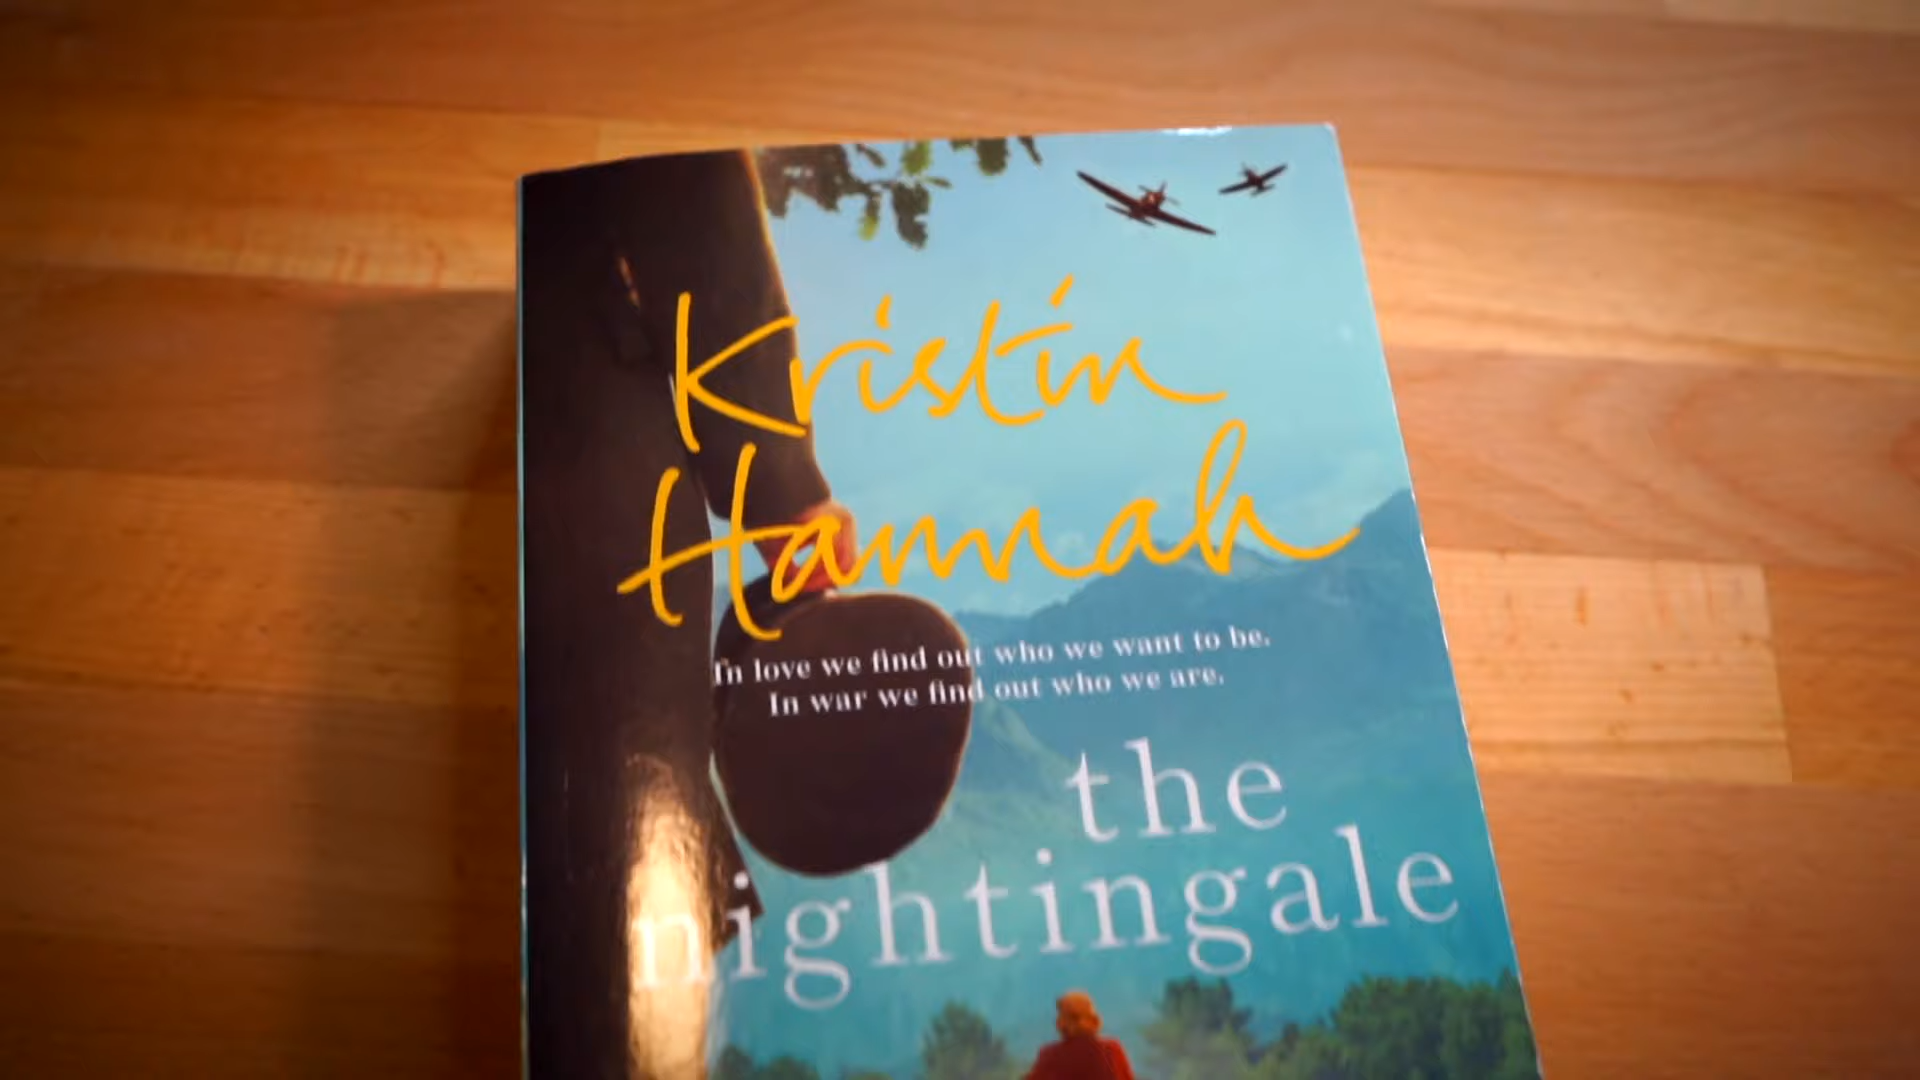 Kristin
Hannah
In love we find out who we want to be.
In war we find out who we are.
the
nightingale